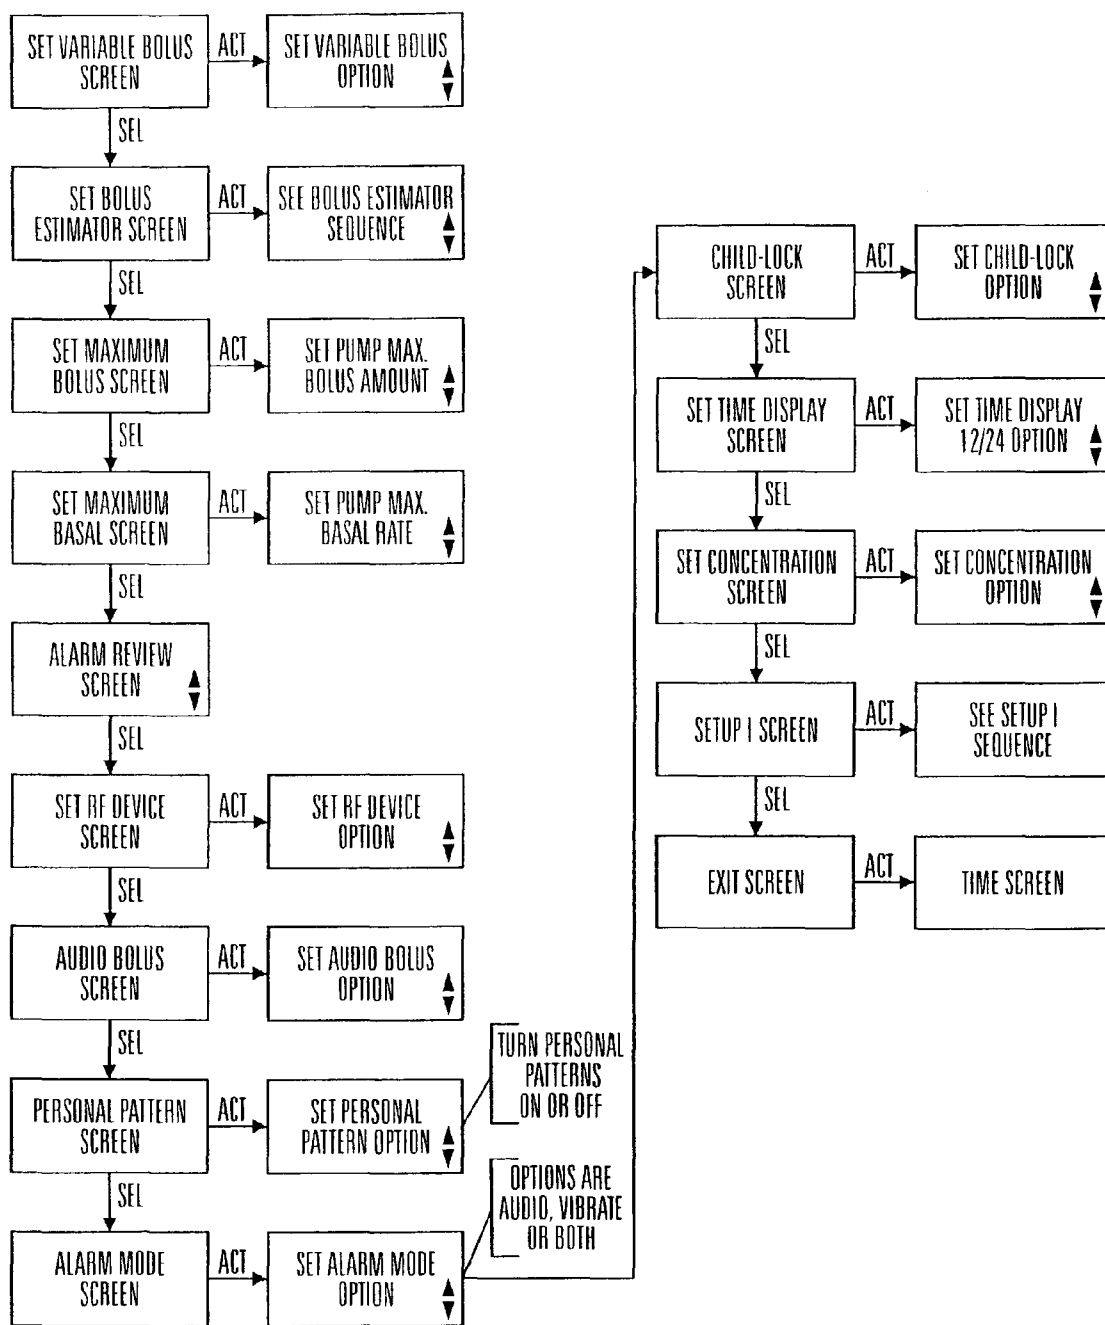 SET VARIABLE BOLUS
SCREEN
ACT
SET VARIABLE BOLUS
OPTION
SEL
SET BOLUS
ESTIMATOR SCREEN
ACT
SEE BOLUS ESTIMATOR
SEQUENCE
SEL
SET MAXIMUM
BOLUS SCREEN
ACT
SET PUMP MAX.
BOLUS AMOUNT
SEL
SET MAXIMUM
BASAL SCREEN
ACT
SET PUMP MAX.
BASAL RATE
SEL
ALARM REVIEW
SCREEN
SEL
SET RF DEVICE
SCREEN
ACT
SET RF DEVICE
OPTION
SEL
AUDIO BOLUS
SCREEN
ACT
SET AUDIO BOLUS
OPTION
SEL
PERSONAL PATTERN
SCREEN
ACT
SET PERSONAL
PATTERN OPTION
TURN PERSONAL
PATTERNS
ON OR OFF
SEL
ALARM MODE
SCREEN
ACT
SET ALARM MODE
OPTION
OPTIONS ARE
AUDIO, VIBRATE
OR BOTH
CHILD-LOCK
SCREEN
ACT
SET CHILD-LOCK
OPTION
SEL
SET TIME DISPLAY
SCREEN
ACT
SET TIME DISPLAY
12/24 OPTION
SEL
SET CONCENTRATION
SCREEN
ACT
SET CONCENTRATION
OPTION
SEL
SETUP I SCREEN
ACT
SEE SETUP I
SEQUENCE
SEL
EXIT SCREEN
ACT
TIME SCREEN